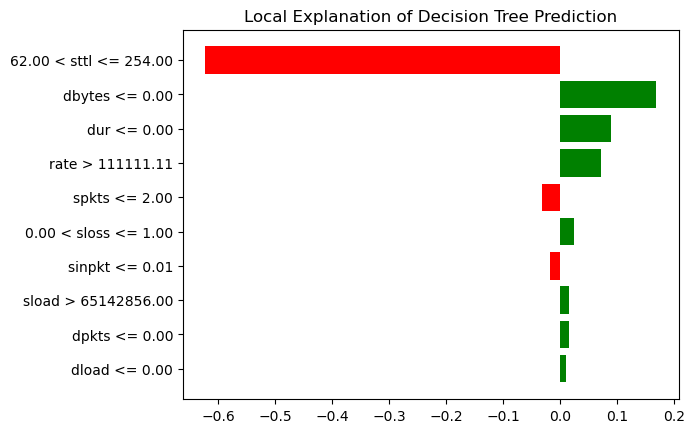 Local Explanation of Decision Tree Prediction
62.00 < sttl <= 254.00
dbytes <= 0.00
dur <= 0.00
rate > 111111.11
spkts <= 2.00
0.00 < sloss <= 1.00
sinpkt <= 0.01
sload > 65142856.00
dpkts <= 0.00
dload <= 0.00
−0.6 −0.5 −0.4 −0.3 −0.2 −0.1 0.0 0.1 0.2